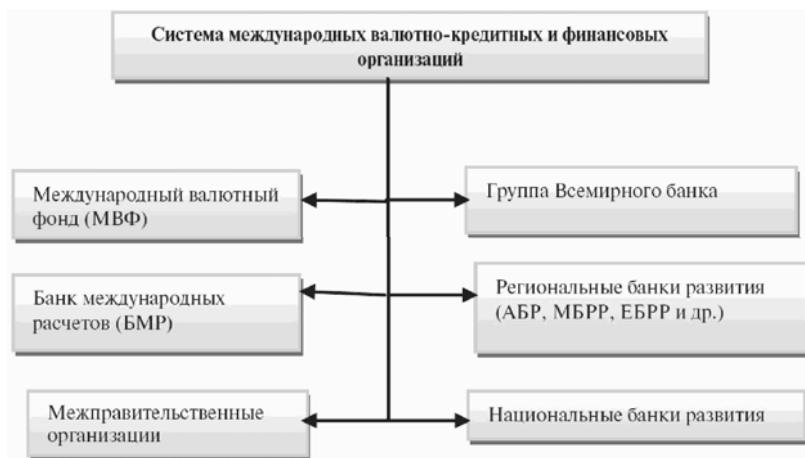 Система международных валютно-кредитных и финансовых
организаций
Международный валютный
фонд (МВФ)
Группа Всемирного банка
Банк международных
расчетов (БМР)
Региональные банки развития
(АБР, МБРР, ЕБРР и др.)
Межправительственные
организации
Национальные банки развития